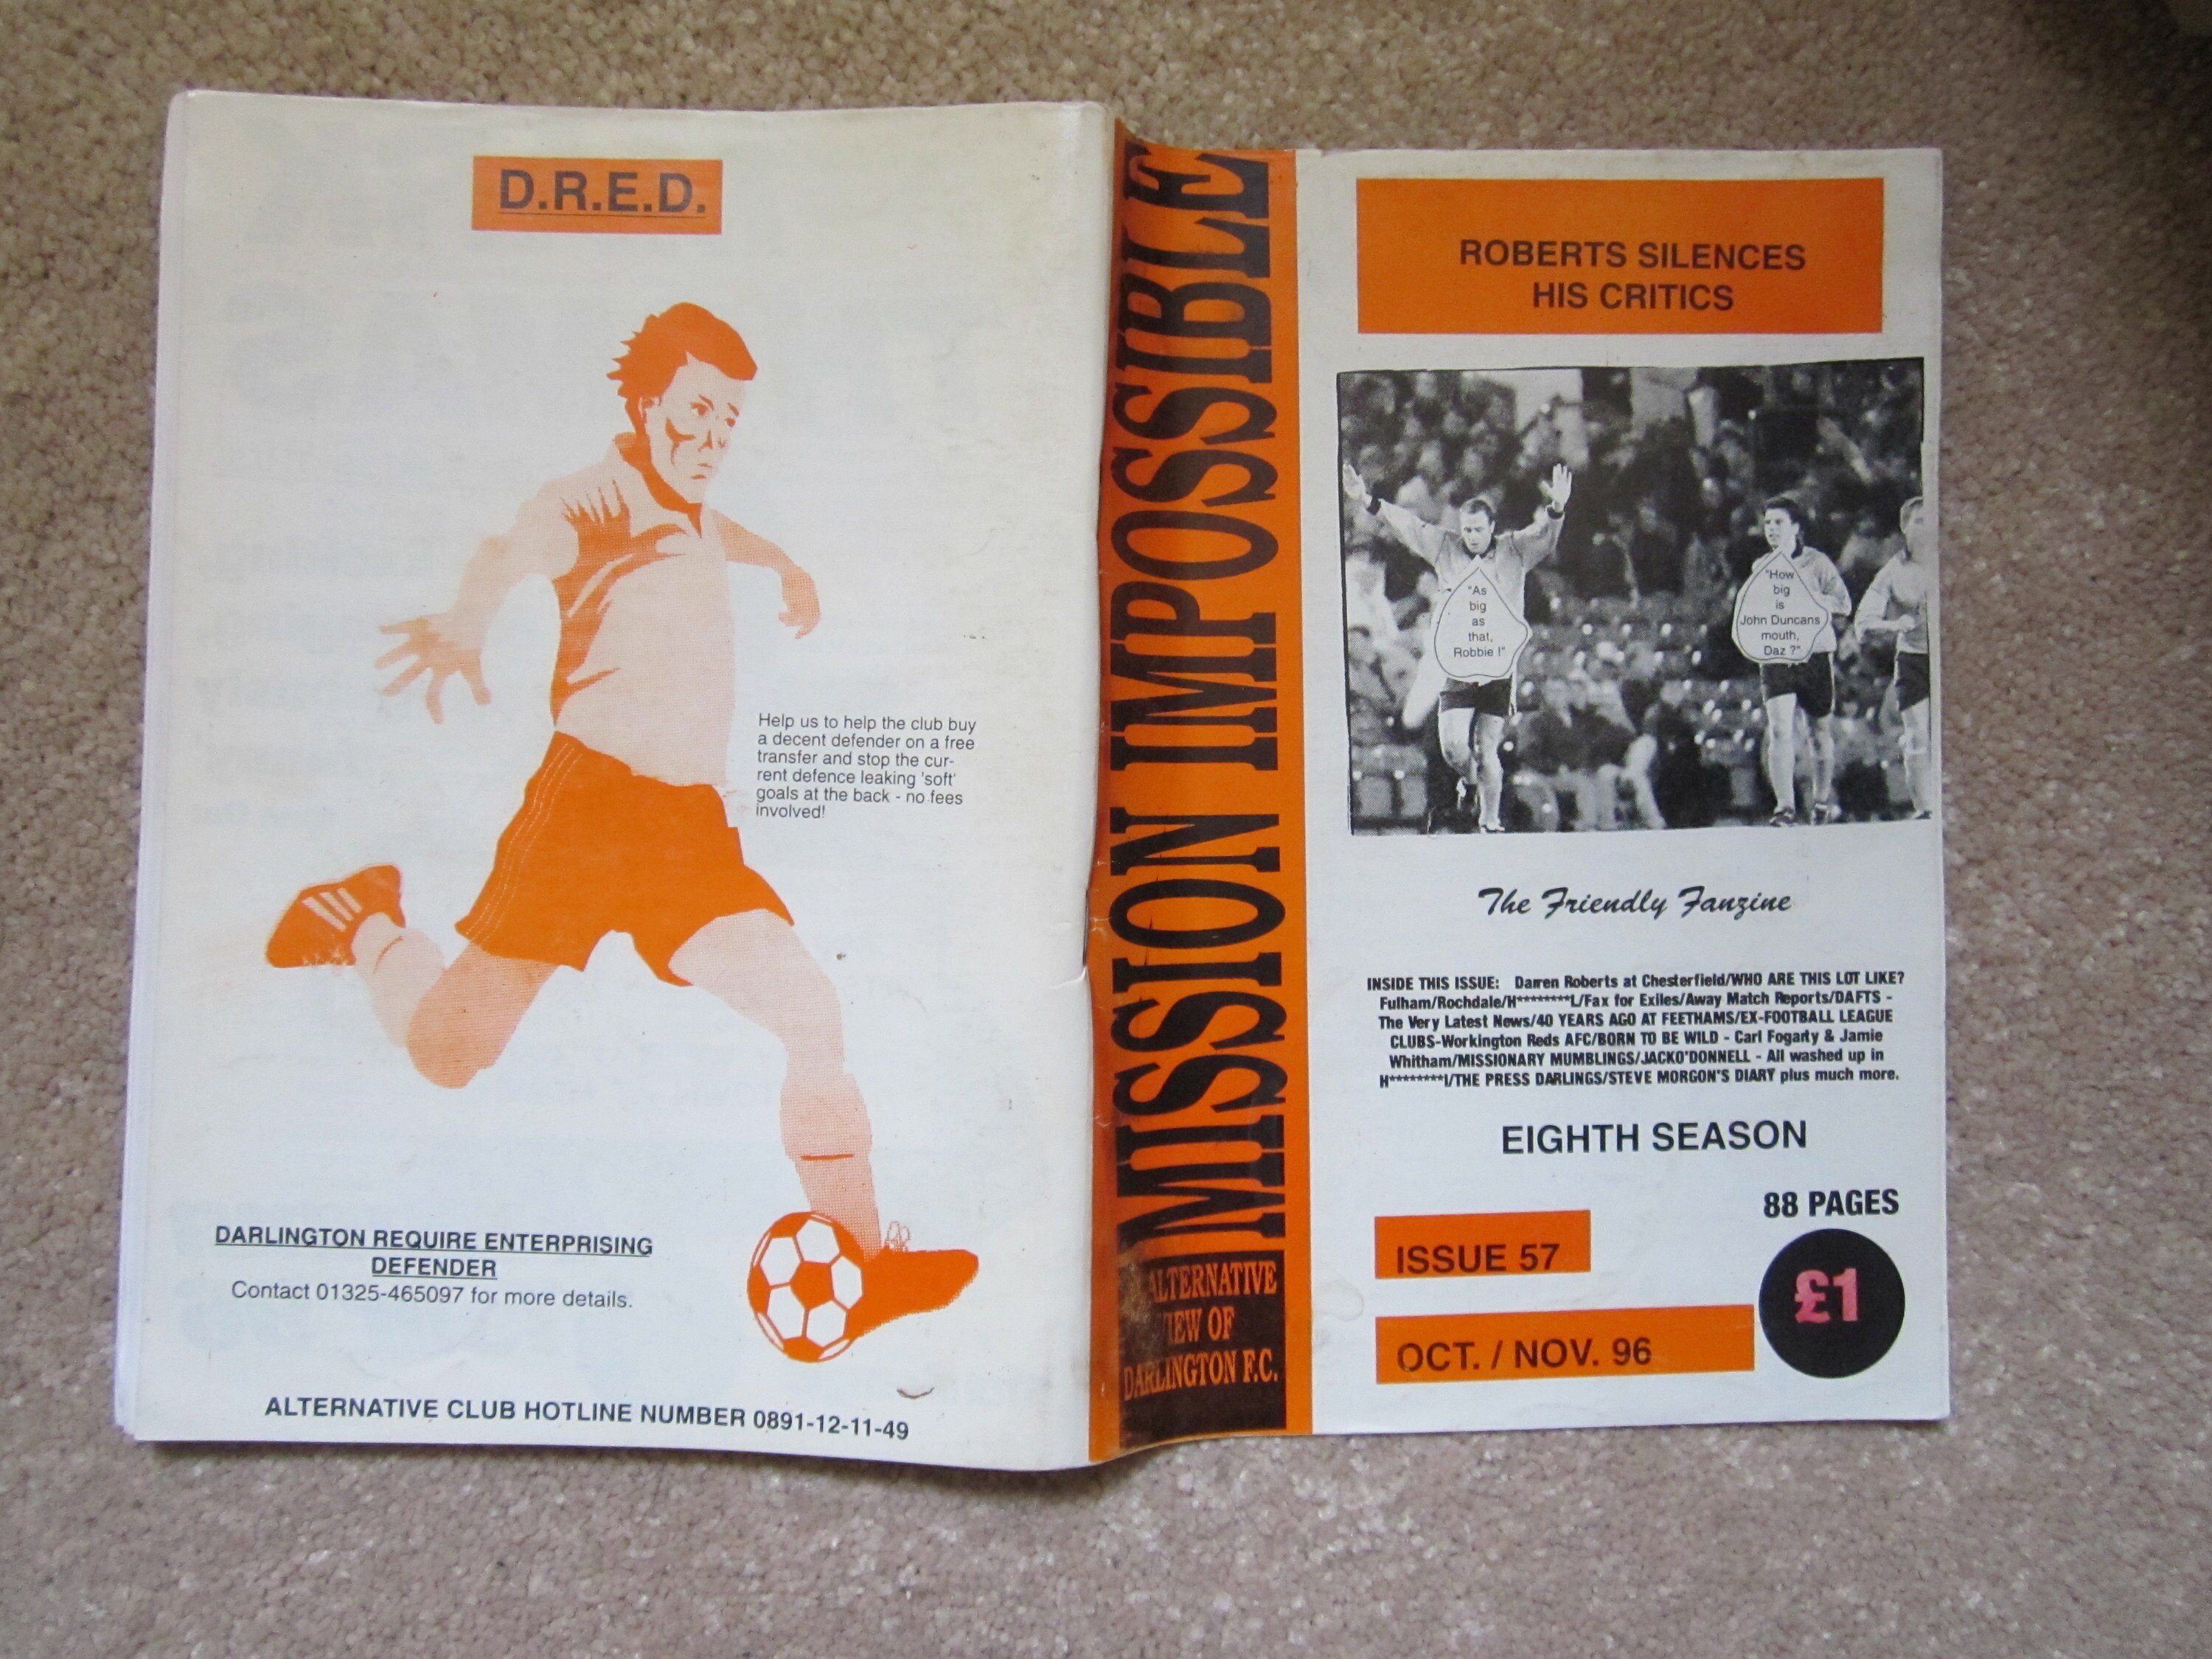 D.R.E.D.
Help us to help the club buy
a decent defender on a free
transfer and stop the cur-
rent defence leaking 'soft'
goals at the back - no fees
involved!
DARLINGTON REQUIRE ENTERPRISING
DEFENDER
Contact 01325-465097 for more details.
ALTERNATIVE CLUB HOTLINE NUMBER 0891-12-11-49
MISSION IMPOSSIBLE
ALTERNATIVE
VIEW OF
DARLINGTON F.C.
ROBERTS SILENCES
HIS CRITICS
"As
big
as
that,
Robbie !"
"How
big
is
John Duncans
mouth,
Daz ?"
The Friendly Fanzine
INSIDE THIS ISSUE: Darren Roberts at Chesterfield/WHO ARE THIS LOT LIKE?
Fulham/Rochdale/H********L/Fax for Exiles/Away Match Reports/DAFTS -
The Very Latest News/40 YEARS AGO AT FEETHAMS/EX-FOOTBALL LEAGUE
CLUBS-Workington Reds AFC/BORN TO BE WILD - Carl Fogarty & Jamie
Whitham/MISSIONARY MUMBLINGS/JACKO'DONNELL - All washed up in
H********l/THE PRESS DARLINGS/STEVE MORGON'S DIARY plus much more.
EIGHTH SEASON
88 PAGES
ISSUE 57
£1
OCT. / NOV. 96